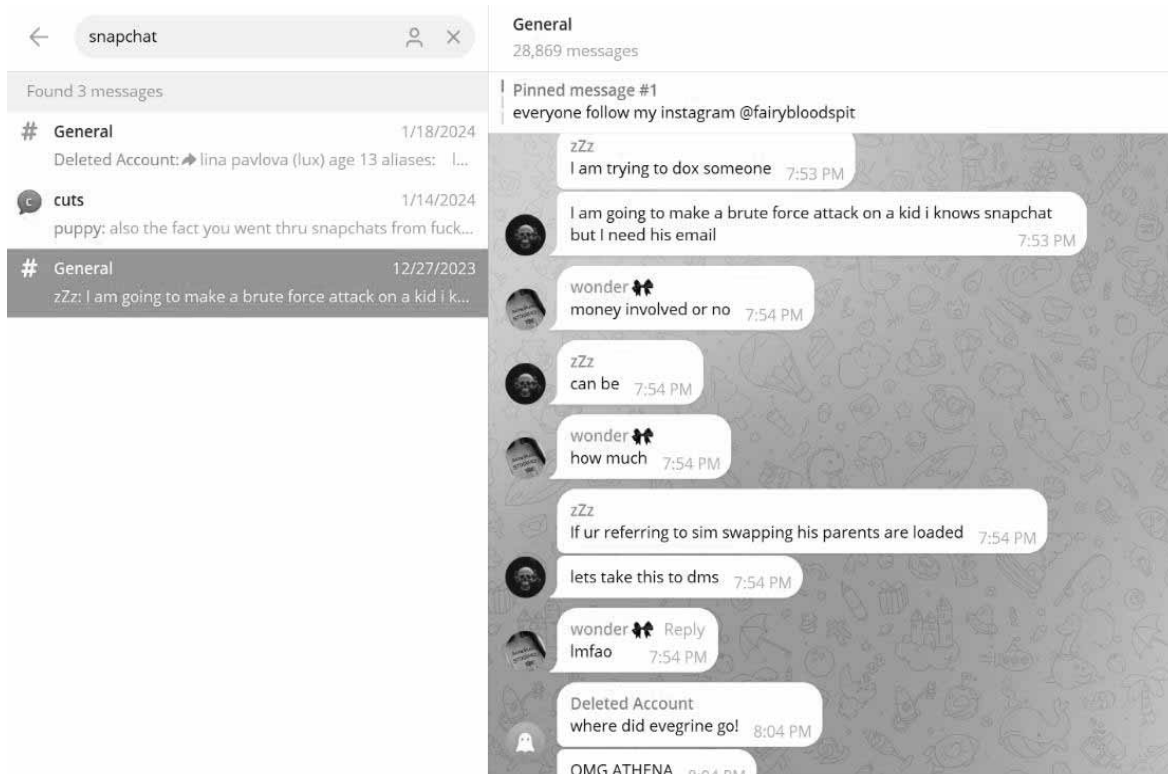 snapchat
Found 3 messages
# General 1/18/2024
Deleted Account: lina pavlova (lux) age 13 aliases: l...
c cuts 1/14/2024
puppy: also the fact you went thru snapchats from fuck...
# General 12/27/2023
zZz: I am going to make a brute force attack on a kid i k...
General
28,869 messages
Pinned message #1
everyone follow my instagram @fairybloodspit
zZz
I am trying to dox someone 7:53 PM
I am going to make a brute force attack on a kid i knows snapchat
but I need his email 7:53 PM
wonder
money involved or no 7:54 PM
zZz
can be 7:54 PM
wonder
how much 7:54 PM
zZz
If ur referring to sim swapping his parents are loaded 7:54 PM
lets take this to dms 7:54 PM
wonder Reply
lmfao 7:54 PM
Deleted Account
where did evegrine go! 8:04 PM
OMG ATHENA 8:04 PM